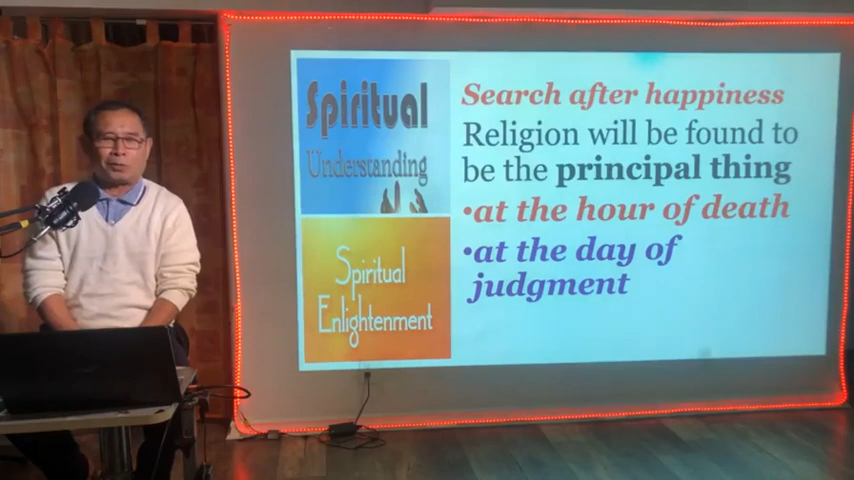 Spiritual
Understanding
Spiritual
Enlightenment
Search after happiness
Religion will be found to
be the principal thing
•at the hour of death
•at the day of
judgment